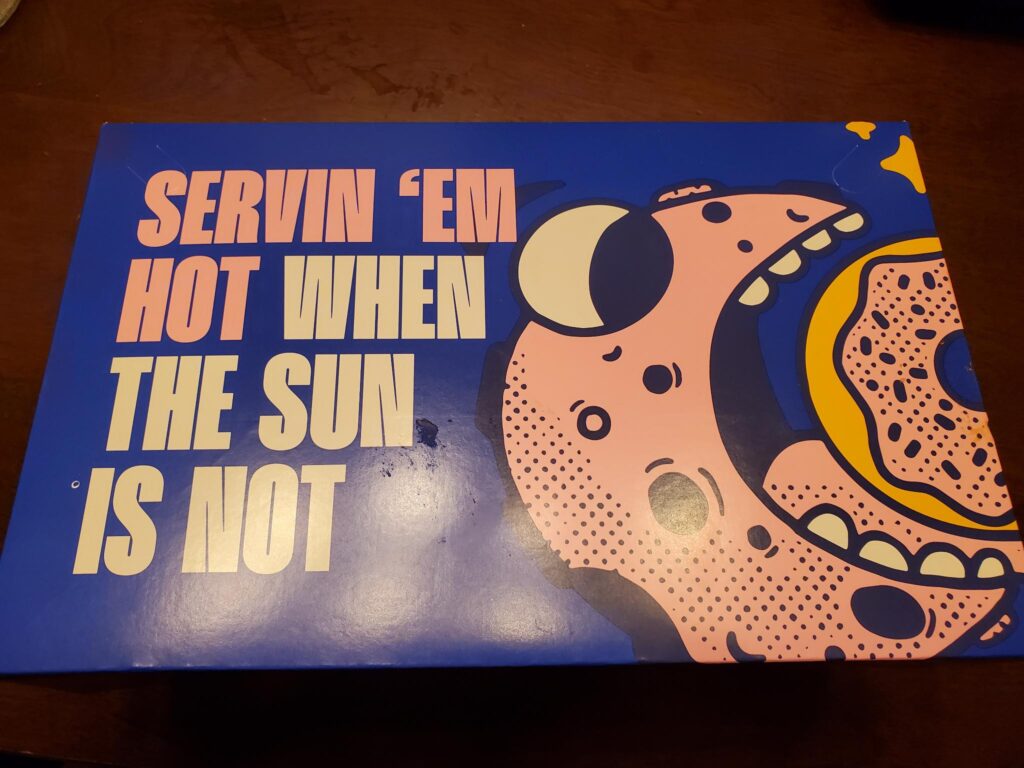 SERVIN ‘EM
HOT WHEN
THE SUN
IS NOT